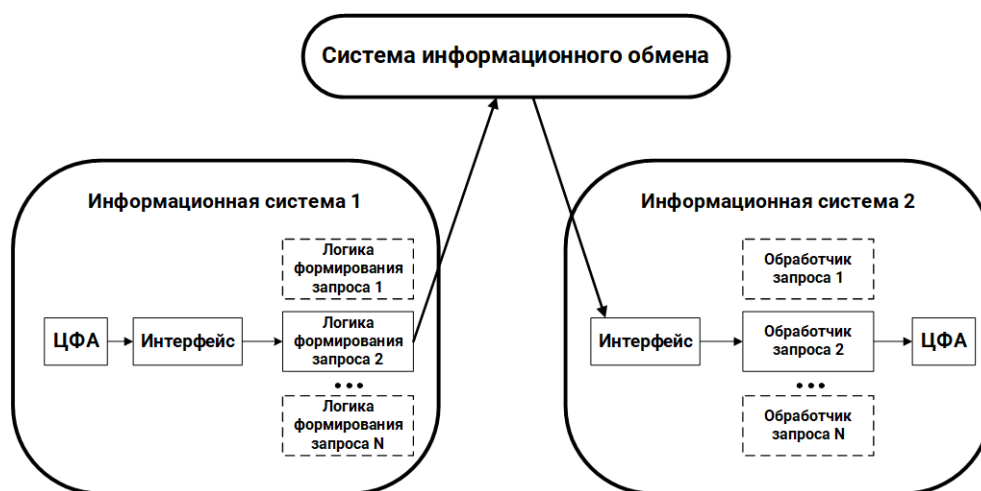 Система информационного обмена
Информационная система 1
Логика
формирования
запроса 1
ЦФА
Интерфейс
Логика
формирования
запроса 2
Логика
формирования
запроса N
Информационная система 2
Обработчик
запроса 1
Интерфейс
Обработчик
запроса 2
ЦФА
Обработчик
запроса N